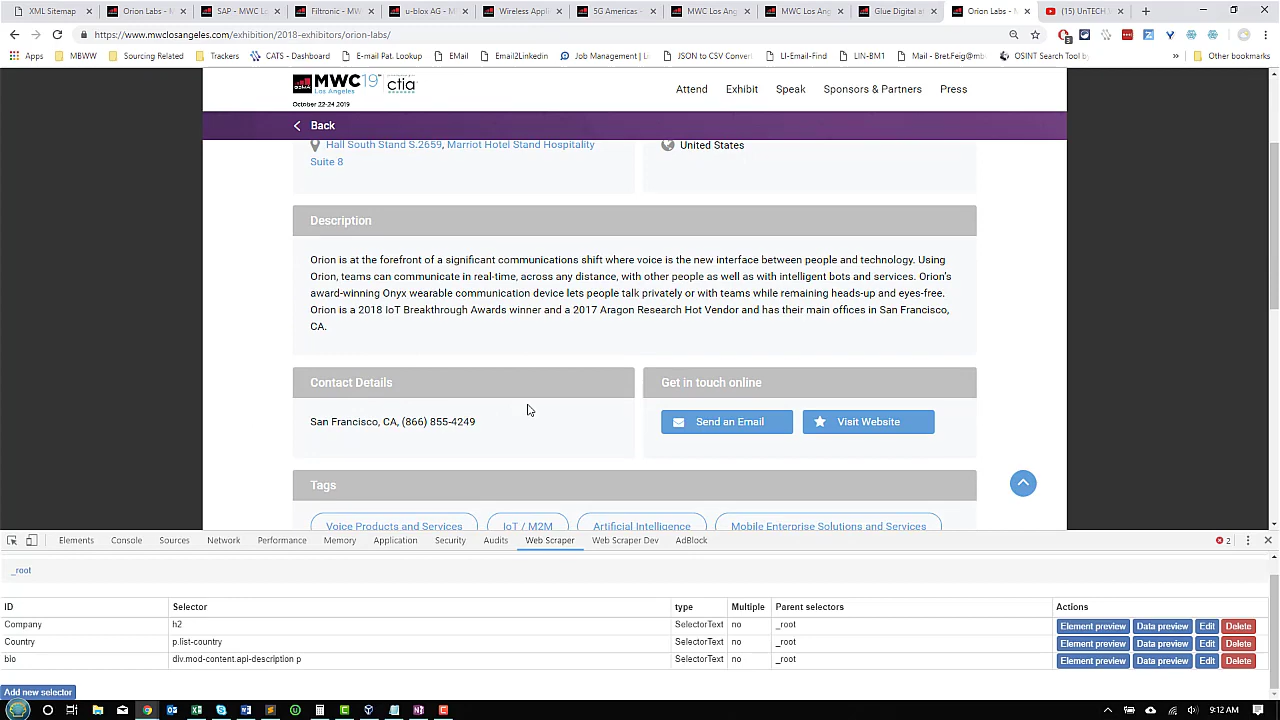 XML Sitemap
Orion Labs -
SAP - MWC L
Filtronic - MW
u-blox AG - M
Wireless Appl
5G Americas -
MWC Los Ang
MWC Los Ang
Glue Digital a
Orion Labs - M
(15) UnTECH
https://www.mwclosangeles.com/exhibition/2018-exhibitors/orion-labs/
MBWW
Sourcing Related
Trackers
CATS - Dashboard
E-mail Pat. Lookup
EMail
Email2Linkedin
Job Management | Li
JSON to CSV Convert
LI-Email-Find
LIN-BM1
Mail - Bret.Feig@mb
OSINT Search Tool by
»
Other bookmarks
GSMA MWC19 Los Angeles ctia
October 22-24 2019
Attend
Exhibit
Speak
Sponsors & Partners
Press
Back
Hall South Stand S.2659, Marriot Hotel Stand Hospitality
Suite 8
United States
Description
Orion is at the forefront of a significant communications shift where voice is the new interface between people and technology. Using
Orion, teams can communicate in real-time, across any distance, with other people as well as with intelligent bots and services. Orion's
award-winning Onyx wearable communication device lets people talk privately or with teams while remaining heads-up and eyes-free.
Orion is a 2018 IoT Breakthrough Awards winner and a 2017 Aragon Research Hot Vendor and has their main offices in San Francisco,
CA.
Contact Details
San Francisco, CA, (866) 855-4249
Get in touch online
Send an Email
Visit Website
Tags
Voice Products and Services
IoT / M2M
Artificial Intelligence
Mobile Enterprise Solutions and Services
Elements
Console
Sources
Network
Performance
Memory
Application
Security
Audits
Web Scraper
Web Scraper Dev
AdBlock
2
_root
ID Selector type Multiple Parent selectors Actions
Company h2 SelectorText no _root Element preview Data preview Edit Delete
Country p.list-country SelectorText no _root Element preview Data preview Edit Delete
bio div.mod-content.api-description p SelectorText no _root Element preview Data preview Edit Delete
Add new selector
9:12 AM